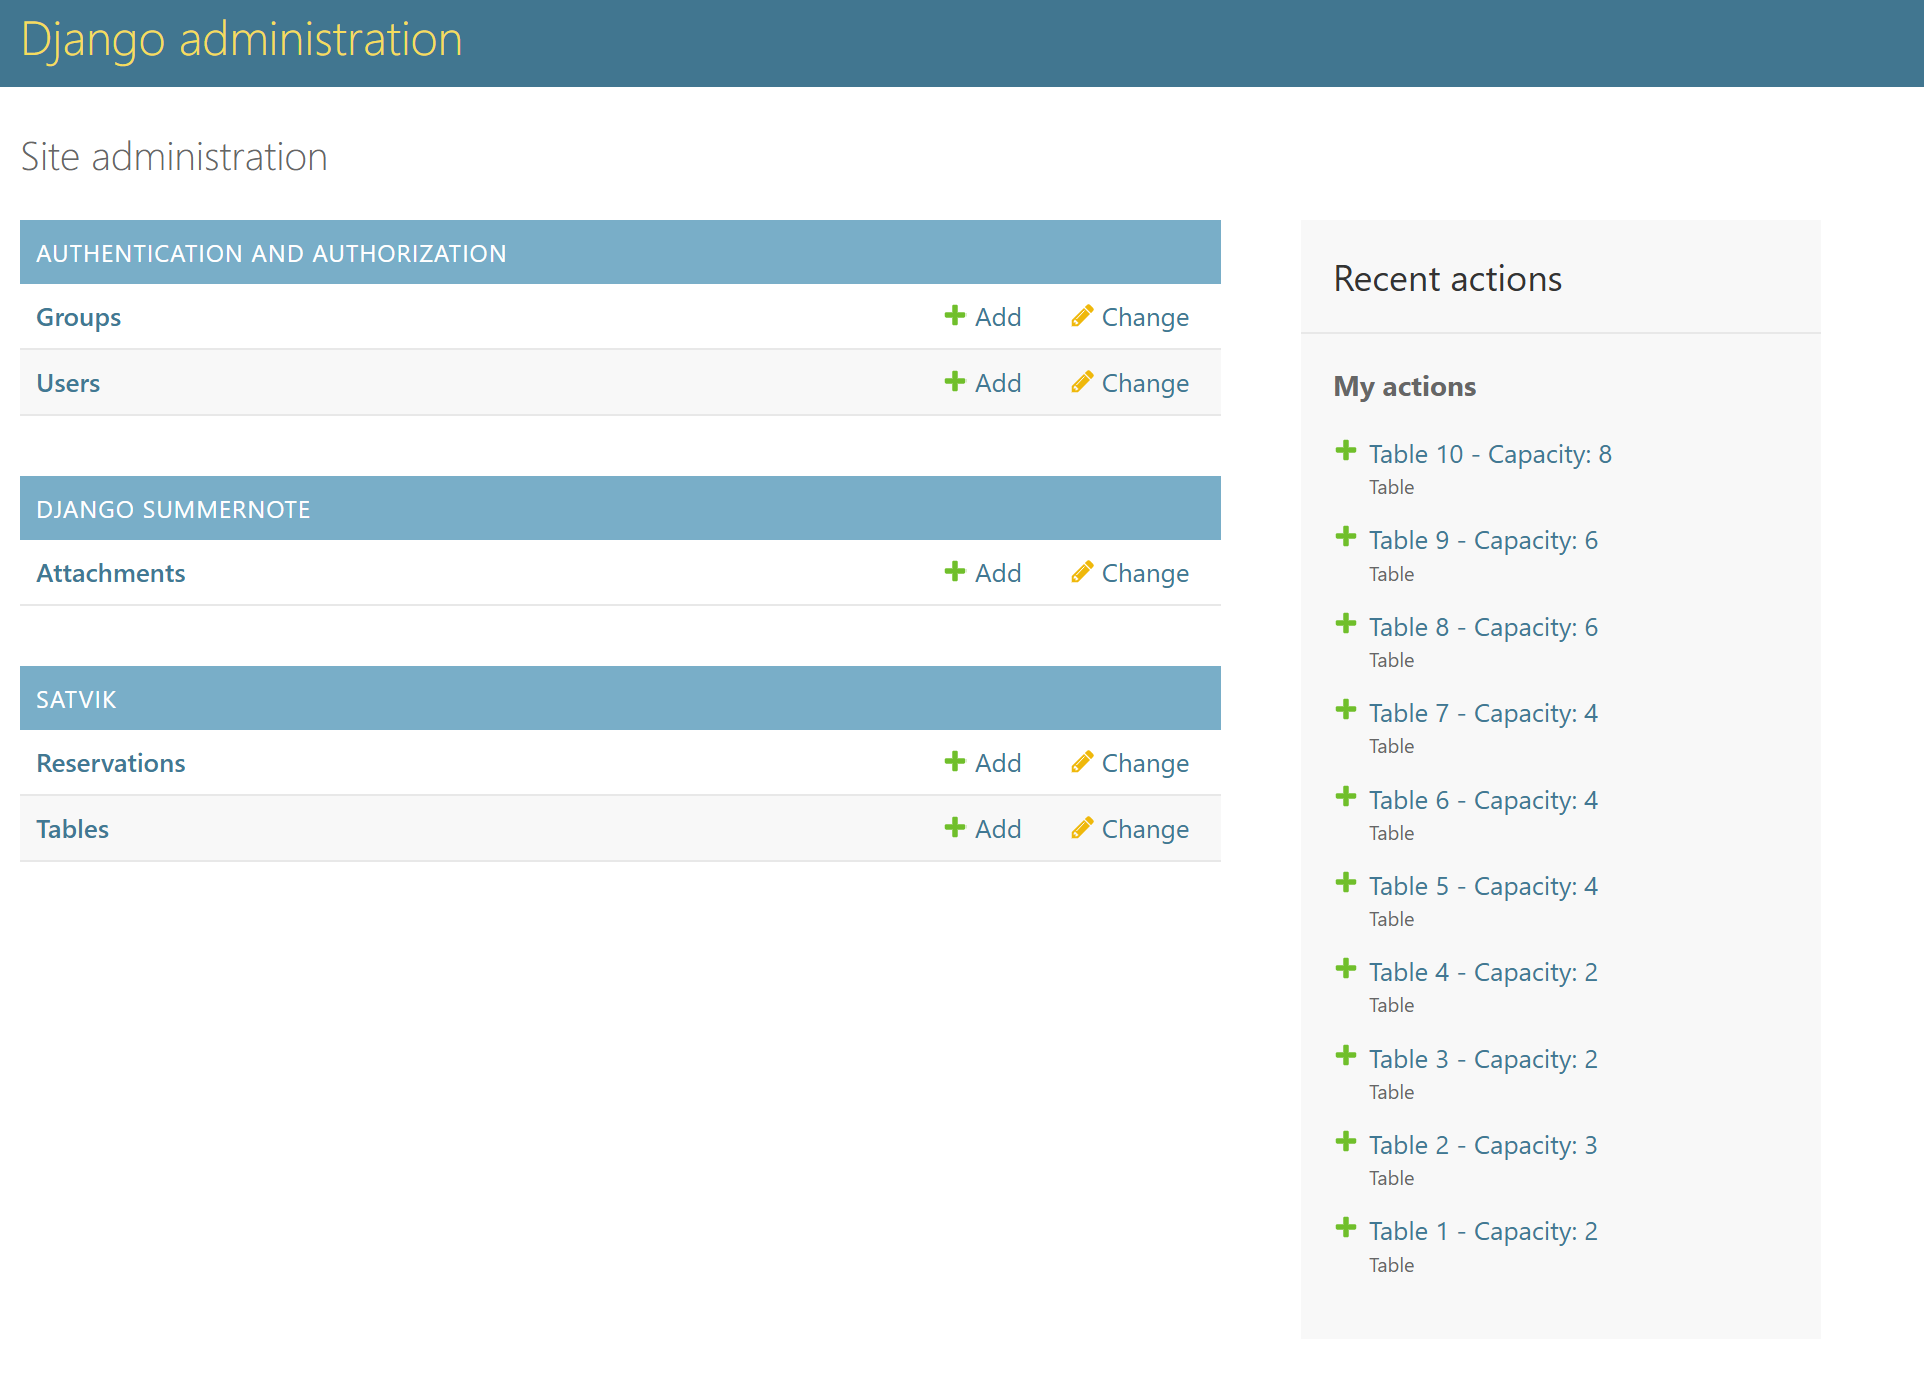 Django administration
Site administration
AUTHENTICATION AND AUTHORIZATION
Groups Add Change
Users Add Change
DJANGO SUMMERNOTE
Attachments Add Change
SATVIK
Reservations Add Change
Tables Add Change
Recent actions
My actions
Table 10 - Capacity: 8
Table
Table 9 - Capacity: 6
Table
Table 8 - Capacity: 6
Table
Table 7 - Capacity: 4
Table
Table 6 - Capacity: 4
Table
Table 5 - Capacity: 4
Table
Table 4 - Capacity: 2
Table
Table 3 - Capacity: 2
Table
Table 2 - Capacity: 3
Table
Table 1 - Capacity: 2
Table